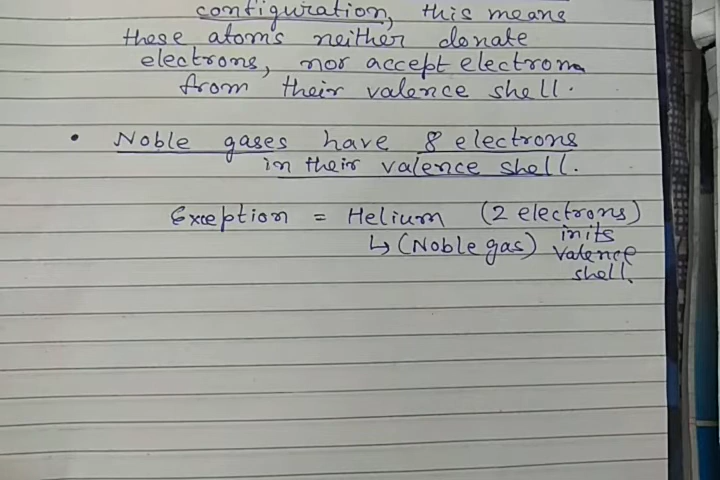 configuration, this means
these atoms neither donate
electrons, nor accept electron
from their valence shell.
• Noble gases have 8 electrons
in their valence shell.
Exception = Helium (2 electrons)
↳ (Noble gas) in its
valence
shell.